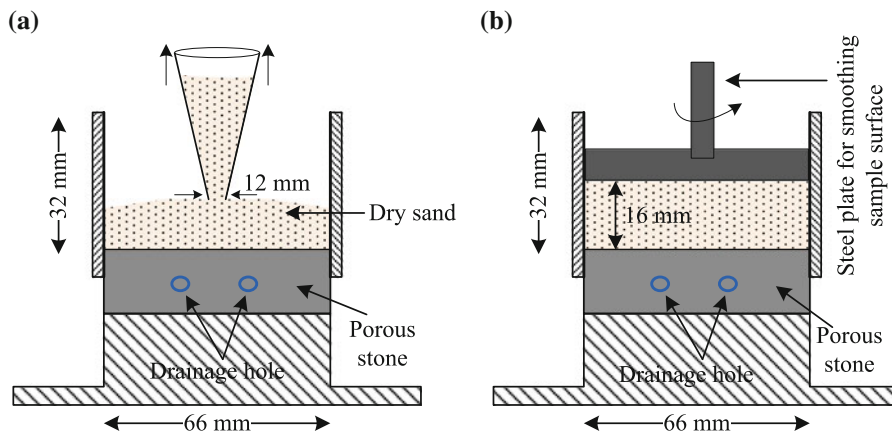 (a)
32 mm
12 mm
Dry sand
Porous
stone
Drainage hole
66 mm
(b)
32 mm
16 mm
Steel plate for smoothing
sample surface
Porous
stone
Drainage hole
66 mm